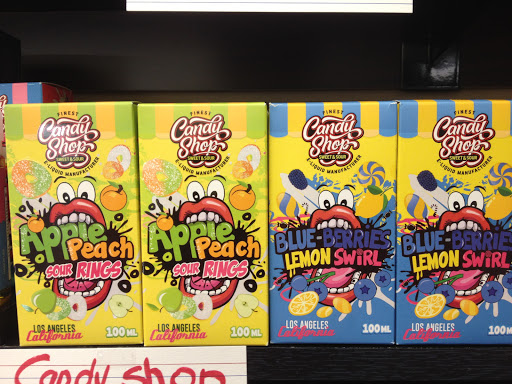 FINEST
Candy
Shop
SWEET & SOUR
E-LIQUID MANUFACTURER
Apple
Peach
SOUR RINGS
LOS ANGELES
California
100 ML
FINEST
Candy
Shop
SWEET & SOUR
E-LIQUID MANUFACTURER
Apple
Peach
SOUR RINGS
LOS ANGELES
California
100 ML
FINEST
Candy
Shop
SWEET & SOUR
E-LIQUID MANUFACTURER
BLUE-BERRIES
LEMON SWIRL
LOS ANGELES
California
100ML
FINEST
Candy
Shop
SWEET & SOUR
E-LIQUID MANUFACTURER
BLUE-BERRIES
LEMON SWIRL
LOS ANGELES
California
100ML
Candy shop